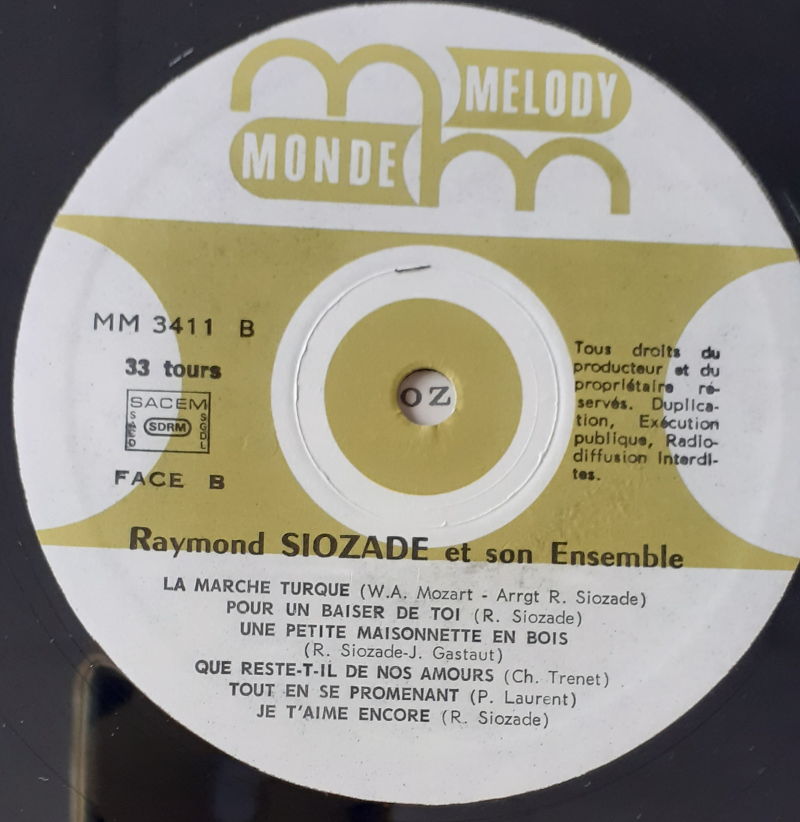 MELODY
MONDE
MM 3411 B
33 tours
SACEM
SACD
SDRM
SGDL
FACE B
OZ
Tous droits du
producteur et du
propriétaire ré-
servés. Duplica-
tion, Exécution
publique, Radio-
diffusion Interdi-
tes.
Raymond SIOZADE et son Ensemble
LA MARCHE TURQUE (W.A. Mozart - Arrgt R. Siozade)
POUR UN BAISER DE TOI (R. Siozade)
UNE PETITE MAISONNETTE EN BOIS
(R. Siozade-J. Gastaut)
QUE RESTE-T-IL DE NOS AMOURS (Ch. Trenet)
TOUT EN SE PROMENANT (P. Laurent)
JE T'AIME ENCORE (R. Siozade)